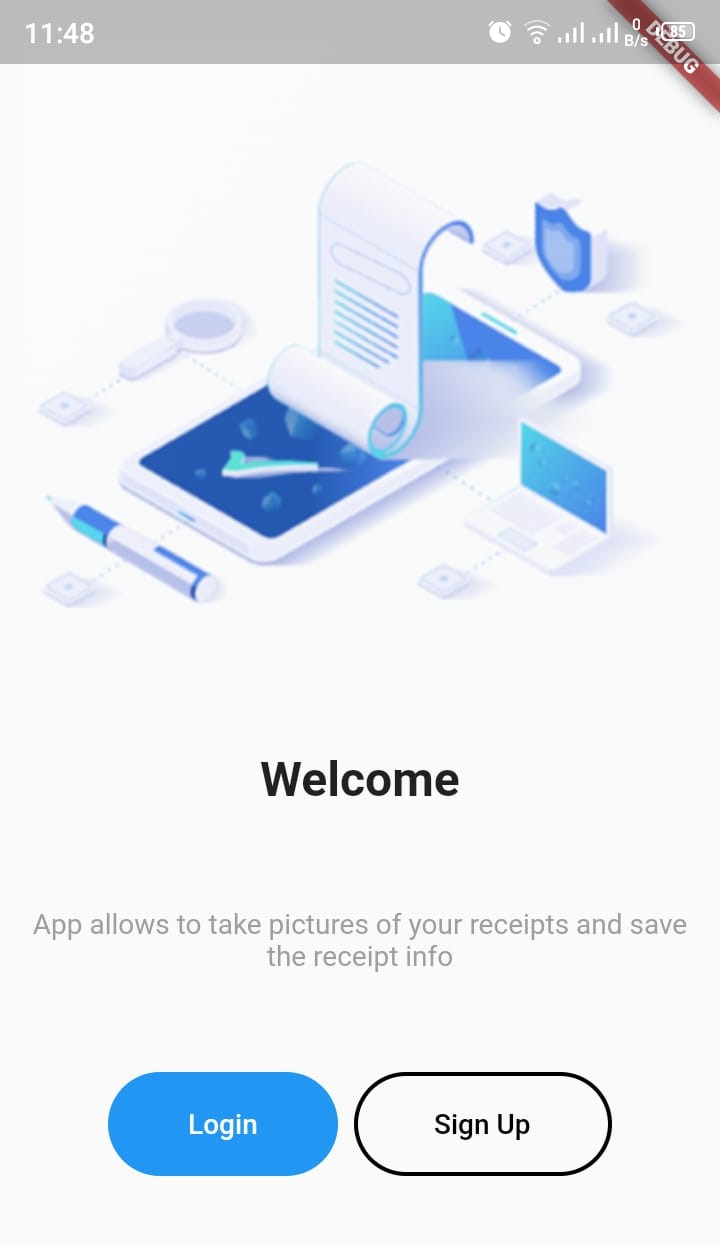 11:48
0
B/s
85
DEBUG
Welcome
App allows to take pictures of your receipts and save
the receipt info
Login
Sign Up